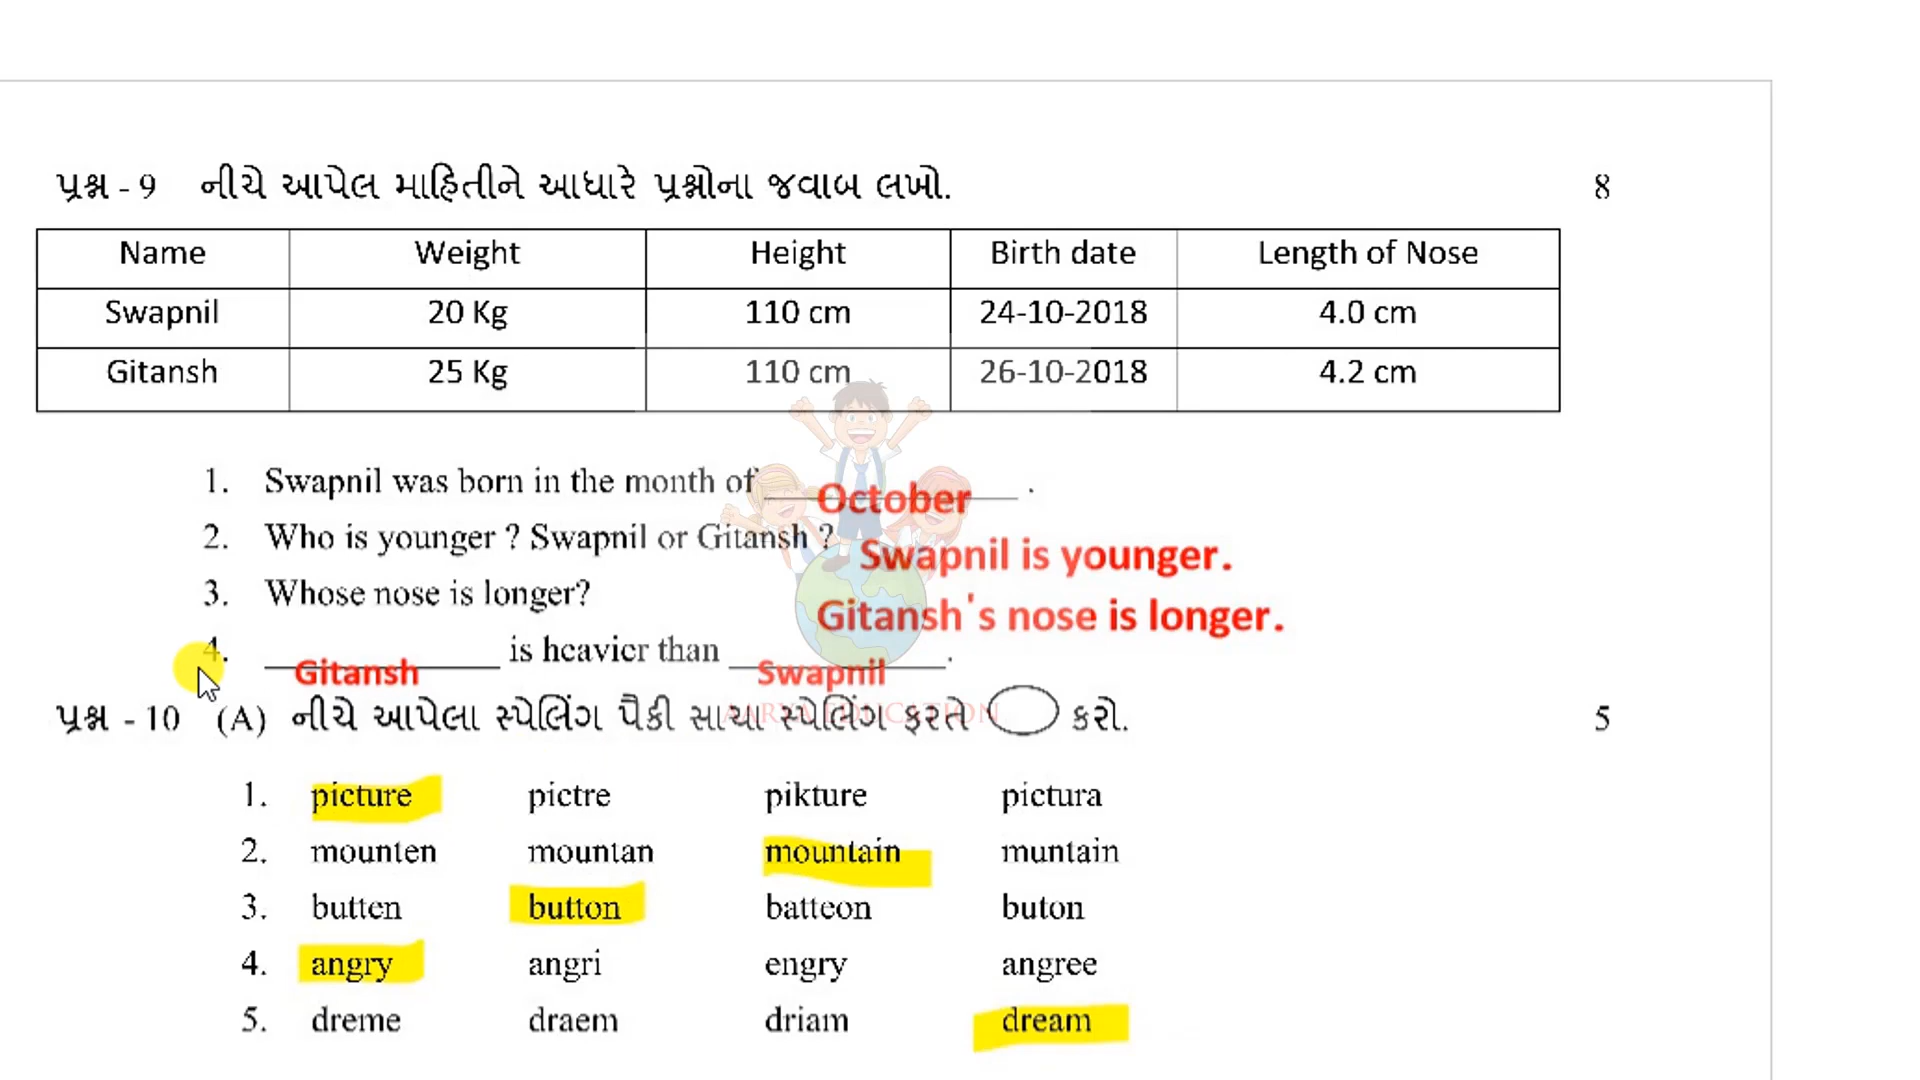 પ્રશ્ન - 9 નીચે આપેલ માહિતીને આધારે પ્રશ્નોના જવાબ લખો. 8
Name Weight Height Birth date Length of Nose
Swapnil 20 Kg 110 cm 24-10-2018 4.0 cm
Gitansh 25 Kg 110 cm 26-10-2018 4.2 cm
1. Swapnil was born in the month of October .
2. Who is younger ? Swapnil or Gitansh ? Swapnil is younger.
3. Whose nose is longer? Gitansh's nose is longer.
4. Gitansh is heavier than Swapnil.
AARYA EDUCATION
પ્રશ્ન - 10 (A) નીચે આપેલા સ્પેલિંગ પૈકી સાચા સ્પેલિંગ ફરતે કરો. 5
1. picture pictre pikture pictura
2. mounten mountan mountain muntain
3. butten button batteon buton
4. angry angri engry angree
5. dreme draem driam dream